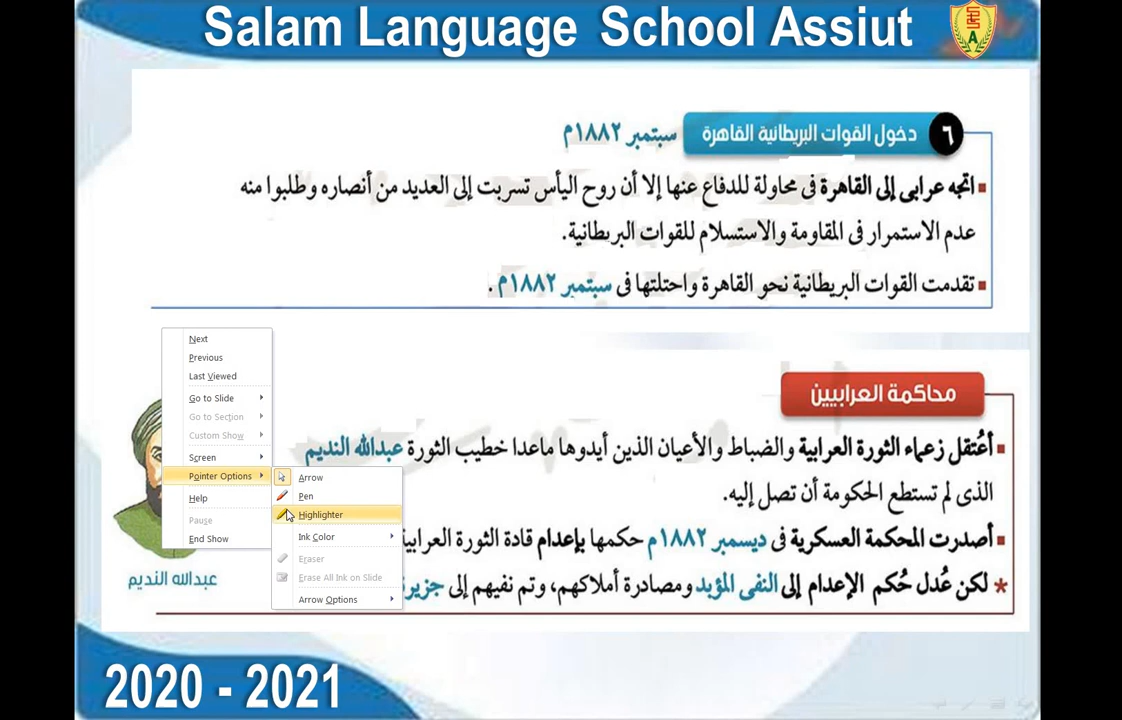 Salam Language School Assiut
٦ دخول القوات البريطانية القاهرة سبتمبر ١٨٨٢م
▪ اتجه عرابى إلى القاهرة فى محاولة للدفاع عنها إلا أن روح اليأس تسربت إلى العديد من أنصاره وطلبوا منه
عدم الاستمرار فى المقاومة والاستسلام للقوات البريطانية.
▪ تقدمت القوات البريطانية نحو القاهرة واحتلتها فى سبتمبر ١٨٨٢م .
محاكمة العرابيين
▪ أعتقل زعماء الثورة العرابية والضباط والأعيان الذين أيدوها ماعدا خطيب الثورة عبدالله النديم
الذى لم تستطع الحكومة أن تصل إليه.
▪ أصدرت المحكمة العسكرية فى ديسمبر ١٨٨٢م حكمها بإعدام قادة الثورة العرابية
* لكن عُدل حُكم الإعدام إلى النفى المؤبد ومصادرة أملاكهم، وتم نفيهم إلى
عبدالله النديم
Next
Previous
Last Viewed
Go to Slide
Go to Section
Custom Show
Screen
Pointer Options
Help
Pause
End Show
Arrow
Pen
Highlighter
Ink Color
Eraser
Erase All Ink on Slide
Arrow Options
2020 - 2021